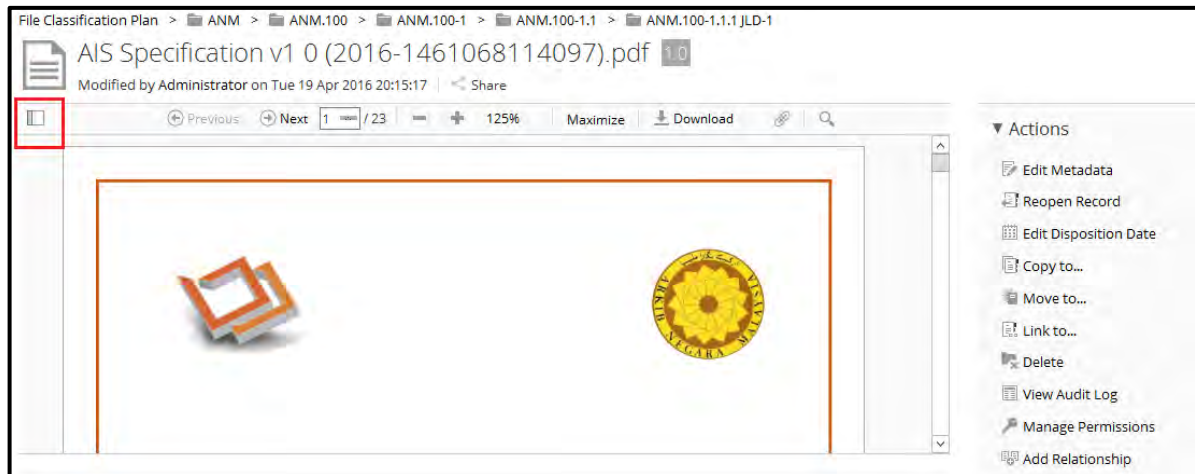 File Classification Plan > ANM > ANM.100 > ANM.100-1 > ANM.100-1.1 > ANM.100-1.1.1 JLD-1
AIS Specification v1 0 (2016-1461068114097).pdf 1.0
Modified by Administrator on Tue 19 Apr 2016 20:15:17 Share
Previous Next 1 / 23 125% Maximize Download
Actions
Edit Metadata
Reopen Record
Edit Disposition Date
Copy to...
Move to...
Link to...
Delete
View Audit Log
Manage Permissions
Add Relationship
ARKIB NEGARA MALAYSIA